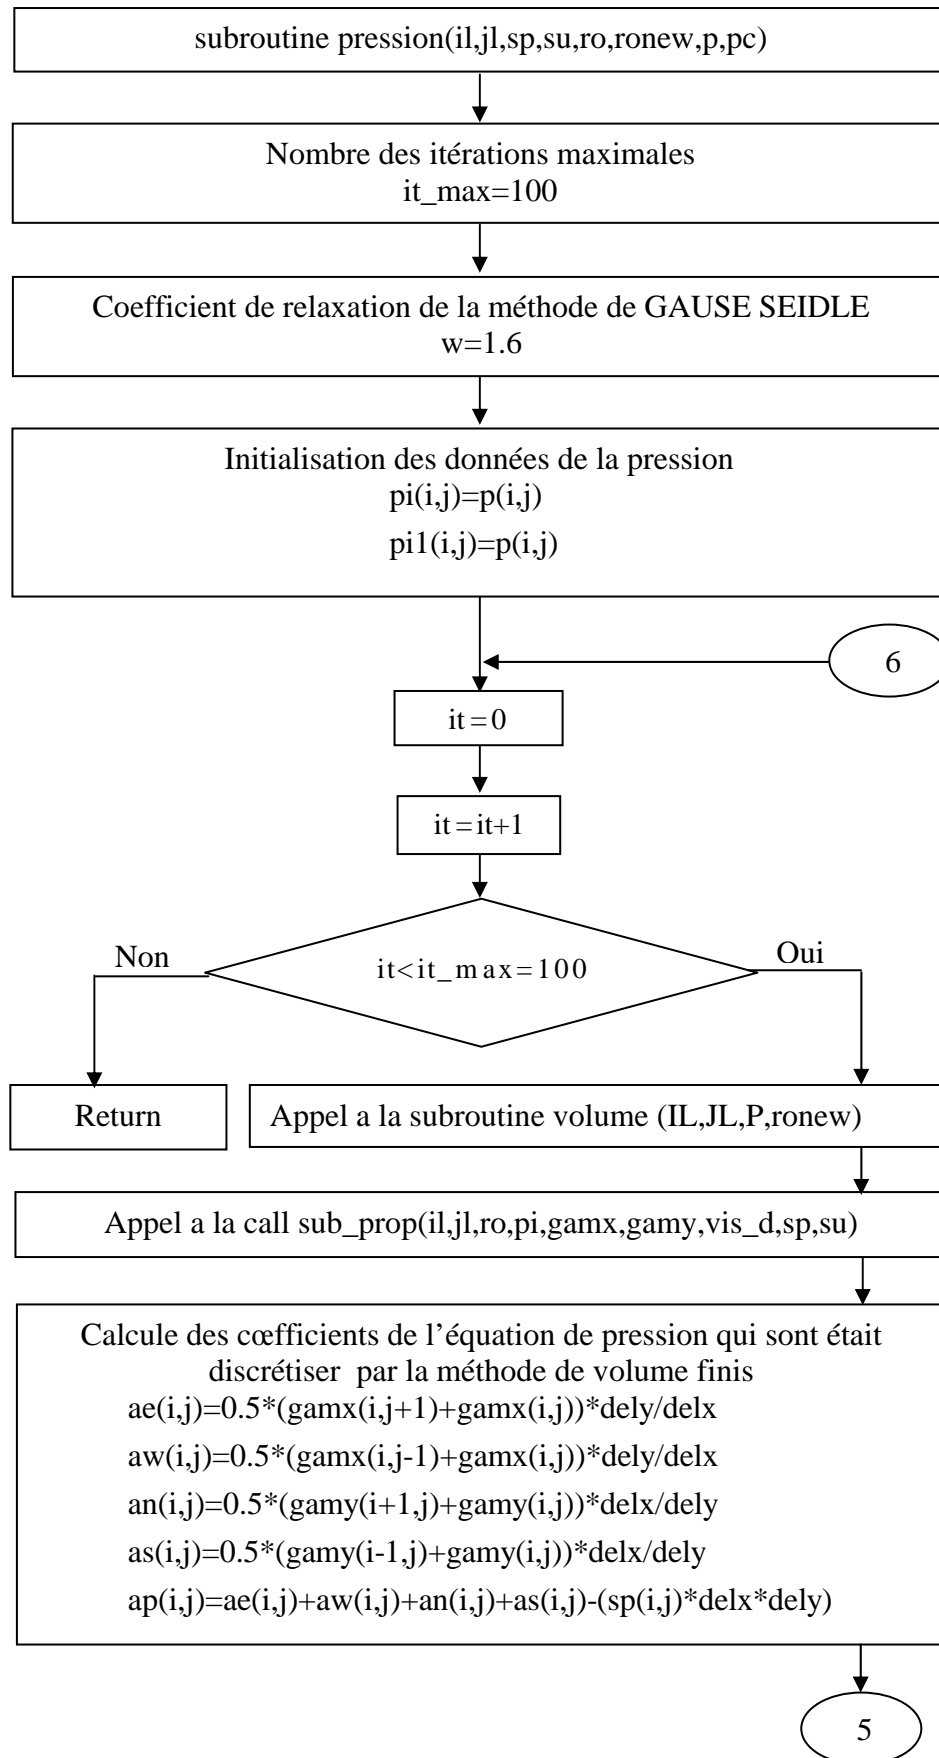 subroutine pression(il,jl,sp,su,ro,ronew,p,pc)
Nombre des itérations maximales
it_max=100
Coefficient de relaxation de la méthode de GAUSE SEIDLE
w=1.6
Initialisation des données de la pression
pi(i,j)=p(i,j)
pi1(i,j)=p(i,j)
6
it=0
it=it+1
Non
it<it_max=100
Oui
Return
Appel a la subroutine volume (IL,JL,P,ronew)
Appel a la call sub_prop(il,jl,ro,pi,gamx,gamy,vis_d,sp,su)
Calcule des cœfficients de l’équation de pression qui sont était
discrétiser par la méthode de volume finis
ae(i,j)=0.5*(gamx(i,j+1)+gamx(i,j))*dely/delx
aw(i,j)=0.5*(gamx(i,j-1)+gamx(i,j))*dely/delx
an(i,j)=0.5*(gamy(i+1,j)+gamy(i,j))*delx/dely
as(i,j)=0.5*(gamy(i-1,j)+gamy(i,j))*delx/dely
ap(i,j)=ae(i,j)+aw(i,j)+an(i,j)+as(i,j)-(sp(i,j)*delx*dely)
5